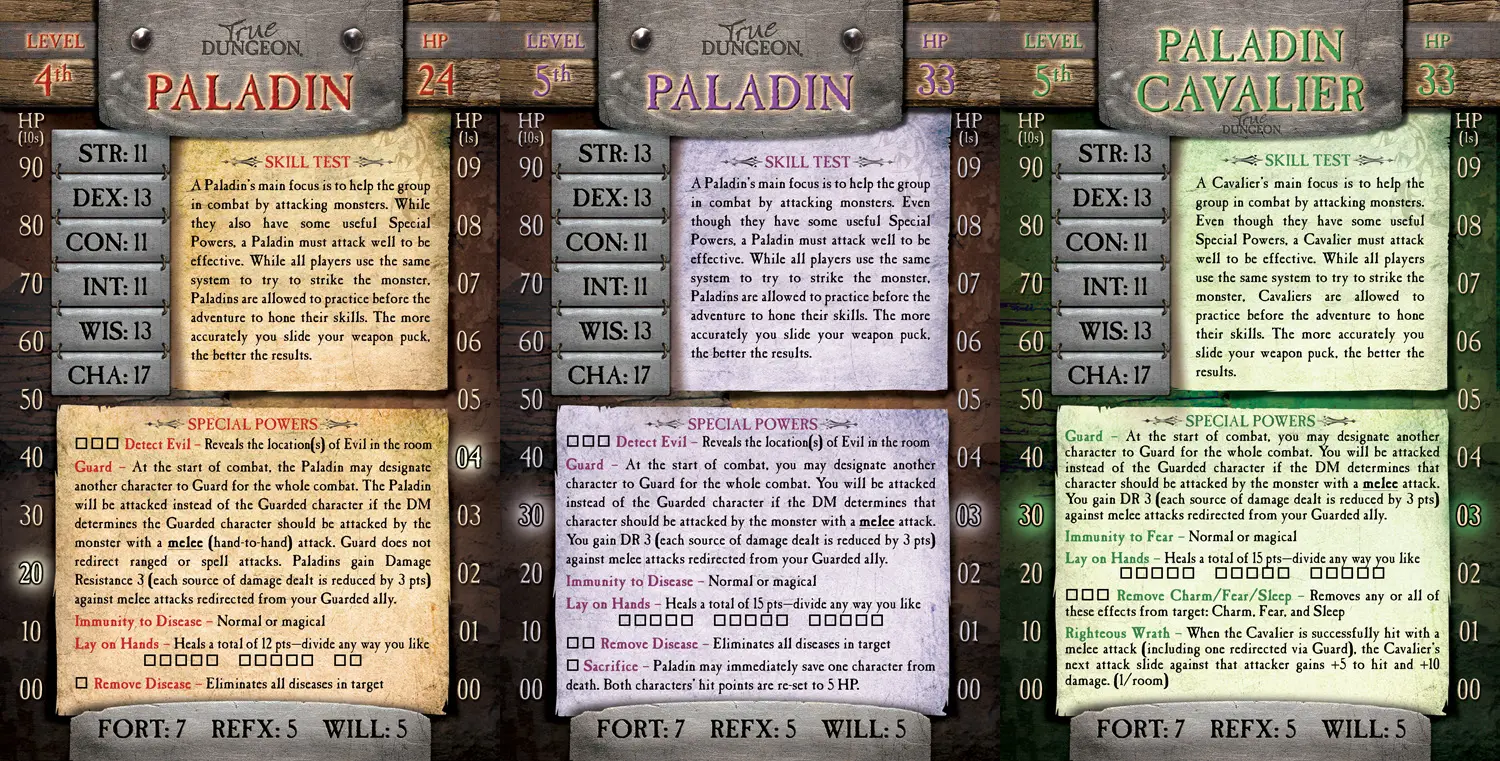 LEVEL
4th
True
DUNGEON
PALADIN
HP
24
HP
(10s)
90
80
70
60
50
40
30
20
10
00
STR: 11
DEX: 13
CON: 11
INT: 11
WIS: 13
CHA: 17
SKILL TEST
A Paladin's main focus is to help the group
in combat by attacking monsters. While
they also have some useful Special
Powers, a Paladin must attack well to be
effective. While all players use the same
system to try to strike the monster,
Paladins are allowed to practice before the
adventure to hone their skills. The more
accurately you slide your weapon puck,
the better the results.
HP
(1s)
09
08
07
06
05
04
03
02
01
00
SPECIAL POWERS
□□□ Detect Evil – Reveals the location(s) of Evil in the room
Guard – At the start of combat, the Paladin may designate
another character to Guard for the whole combat. The Paladin
will be attacked instead of the Guarded character if the DM
determines the Guarded character should be attacked by the
monster with a melee (hand-to-hand) attack. Guard does not
redirect ranged or spell attacks. Paladins gain Damage
Resistance 3 (each source of damage dealt is reduced by 3 pts)
against melee attacks redirected from your Guarded ally.
Immunity to Disease – Normal or magical
Lay on Hands – Heals a total of 12 pts—divide any way you like
□□□□□ □□□□□ □□
□ Remove Disease – Eliminates all diseases in target
FORT: 7 REFX: 5 WILL: 5
LEVEL
5th
True
DUNGEON
PALADIN
HP
33
HP
(10s)
90
80
70
60
50
40
30
20
10
00
STR: 13
DEX: 13
CON: 11
INT: 11
WIS: 13
CHA: 17
SKILL TEST
A Paladin's main focus is to help the group
in combat by attacking monsters. Even
though they have some useful Special
Powers, a Paladin must attack well to be
effective. While all players use the same
system to try to strike the monster,
Paladins are allowed to practice before the
adventure to hone their skills. The more
accurately you slide your weapon puck,
the better the results.
HP
(1s)
09
08
07
06
05
04
03
02
01
00
SPECIAL POWERS
□□□ Detect Evil – Reveals the location(s) of Evil in the room
Guard – At the start of combat, you may designate another
character to Guard for the whole combat. You will be attacked
instead of the Guarded character if the DM determines that
character should be attacked by the monster with a melee attack.
You gain DR 3 (each source of damage dealt is reduced by 3 pts)
against melee attacks redirected from your Guarded ally.
Immunity to Disease – Normal or magical
Lay on Hands – Heals a total of 15 pts—divide any way you like
□□□□□ □□□□□ □□□□□
□□ Remove Disease – Eliminates all diseases in target
□ Sacrifice – Paladin may immediately save one character from
death. Both characters' hit points are re-set to 5 HP.
FORT: 7 REFX: 5 WILL: 5
LEVEL
5th
PALADIN
CAVALIER
True
DUNGEON
HP
33
HP
(10s)
90
80
70
60
50
40
30
20
10
00
STR: 13
DEX: 13
CON: 11
INT: 11
WIS: 13
CHA: 17
SKILL TEST
A Cavalier's main focus is to help the
group in combat by attacking monsters.
Even though they have some useful
Special Powers, a Cavalier must attack
well to be effective. While all players
use the same system to try to strike the
monster, Cavaliers are allowed to
practice before the adventure to hone
their skills. The more accurately you
slide your weapon puck, the better the
results.
HP
(1s)
09
08
07
06
05
04
03
02
01
00
SPECIAL POWERS
Guard – At the start of combat, you may designate another
character to Guard for the whole combat. You will be attacked
instead of the Guarded character if the DM determines that
character should be attacked by the monster with a melee attack.
You gain DR 3 (each source of damage dealt is reduced by 3 pts)
against melee attacks redirected from your Guarded ally.
Immunity to Fear – Normal or magical
Lay on Hands – Heals a total of 15 pts—divide any way you like
□□□□□ □□□□□ □□□□□
□□□ Remove Charm/Fear/Sleep – Removes any or all of
these effects from target: Charm, Fear, and Sleep
Righteous Wrath – When the Cavalier is successfully hit with a
melee attack (including one redirected via Guard), the Cavalier's
next attack slide against that attacker gains +5 to hit and +10
damage. (1/room)
FORT: 7 REFX: 5 WILL: 5